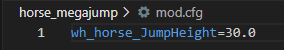 horse_megajump > mod.cfg
1 wh_horse_JumpHeight=30.0